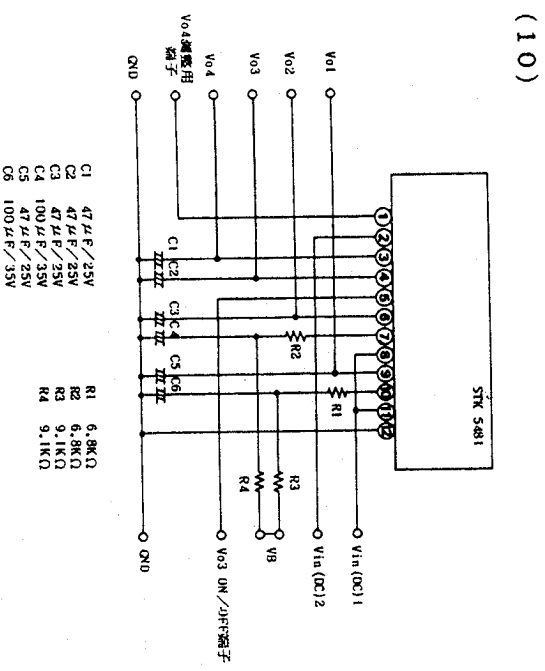 (10)
STK 5481
1
2
3
4
5
6
7
8
9
10
11
12
Vo1
Vo2
Vo3
Vo4
Vo4調整用
端子
GND
C1
C2
C3
C4
C5
C6
R2
R1
R3
R4
Vin(DC)1
Vin(DC)2
VB
Vo3 ON/OFF端子
GND
C1 47μF/25V
C2 47μF/25V
C3 47μF/25V
C4 100μF/35V
C5 47μF/25V
C6 100μF/35V
R1 6.8KΩ
R2 6.8KΩ
R3 9.1KΩ
R4 9.1KΩ